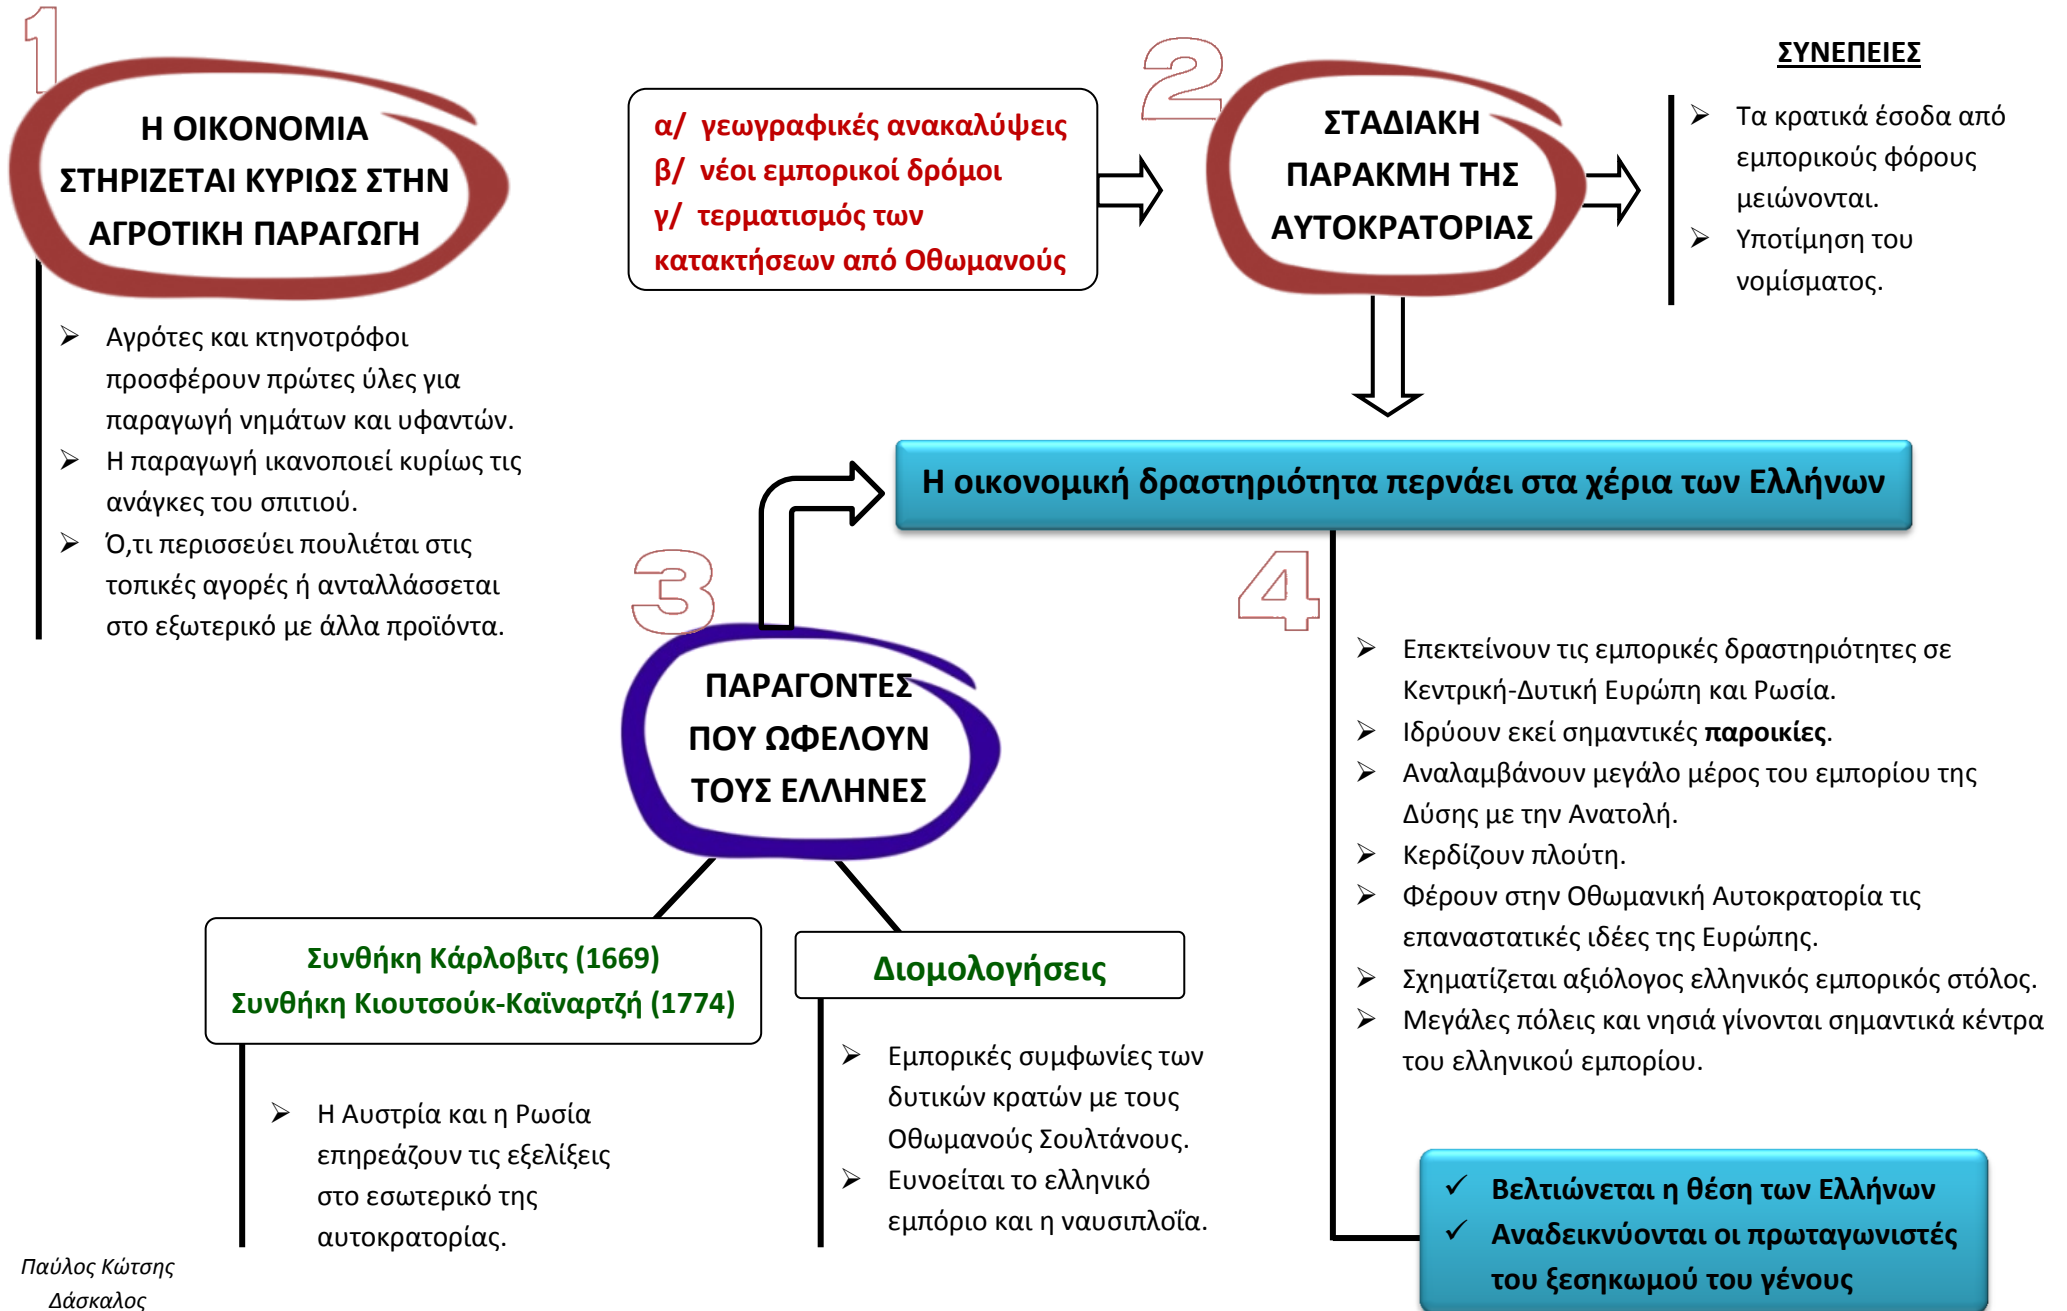 1
Η ΟΙΚΟΝΟΜΙΑ
ΣΤΗΡΙΖΕΤΑΙ ΚΥΡΙΩΣ ΣΤΗΝ
ΑΓΡΟΤΙΚΗ ΠΑΡΑΓΩΓΗ
➢ Αγρότες και κτηνοτρόφοι
προσφέρουν πρώτες ύλες για
παραγωγή νημάτων και υφαντών.
➢ Η παραγωγή ικανοποιεί κυρίως τις
ανάγκες του σπιτιού.
➢ Ό,τι περισσεύει πουλιέται στις
τοπικές αγορές ή ανταλλάσσεται
στο εξωτερικό με άλλα προϊόντα.
α/ γεωγραφικές ανακαλύψεις
β/ νέοι εμπορικοί δρόμοι
γ/ τερματισμός των
κατακτήσεων από Οθωμανούς
2
ΣΤΑΔΙΑΚΗ
ΠΑΡΑΚΜΗ ΤΗΣ
ΑΥΤΟΚΡΑΤΟΡΙΑΣ
ΣΥΝΕΠΕΙΕΣ
➢ Τα κρατικά έσοδα από
εμπορικούς φόρους
μειώνονται.
➢ Υποτίμηση του
νομίσματος.
Η οικονομική δραστηριότητα περνάει στα χέρια των Ελλήνων
3
ΠΑΡΑΓΟΝΤΕΣ
ΠΟΥ ΩΦΕΛΟΥΝ
ΤΟΥΣ ΕΛΛΗΝΕΣ
Συνθήκη Κάρλοβιτς (1669)
Συνθήκη Κιουτσούκ-Καϊναρτζή (1774)
➢ Η Αυστρία και η Ρωσία
επηρεάζουν τις εξελίξεις
στο εσωτερικό της
αυτοκρατορίας.
Διομολογήσεις
➢ Εμπορικές συμφωνίες των
δυτικών κρατών με τους
Οθωμανούς Σουλτάνους.
➢ Ευνοείται το ελληνικό
εμπόριο και η ναυσιπλοΐα.
4
➢ Επεκτείνουν τις εμπορικές δραστηριότητες σε
Κεντρική-Δυτική Ευρώπη και Ρωσία.
➢ Ιδρύουν εκεί σημαντικές παροικίες.
➢ Αναλαμβάνουν μεγάλο μέρος του εμπορίου της
Δύσης με την Ανατολή.
➢ Κερδίζουν πλούτη.
➢ Φέρουν στην Οθωμανική Αυτοκρατορία τις
επαναστατικές ιδέες της Ευρώπης.
➢ Σχηματίζεται αξιόλογος ελληνικός εμπορικός στόλος.
➢ Μεγάλες πόλεις και νησιά γίνονται σημαντικά κέντρα
του ελληνικού εμπορίου.
✓ Βελτιώνεται η θέση των Ελλήνων
✓ Αναδεικνύονται οι πρωταγωνιστές
του ξεσηκωμού του γένους
Παύλος Κώτσης
Δάσκαλος